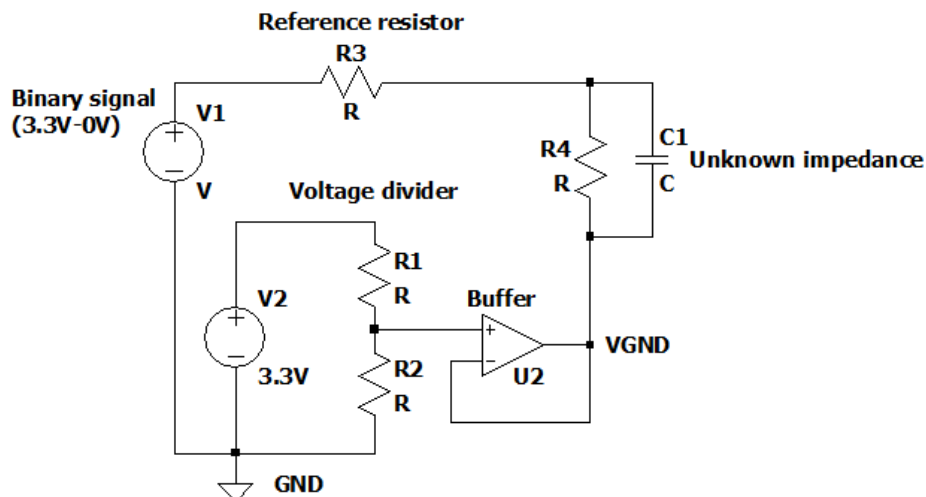 Reference resistor
R3
R
Binary signal
(3.3V-0V)
V1
V
R4
R
C1
C
Unknown impedance
Voltage divider
V2
3.3V
R1
R
R2
R
Buffer
U2
VGND
GND